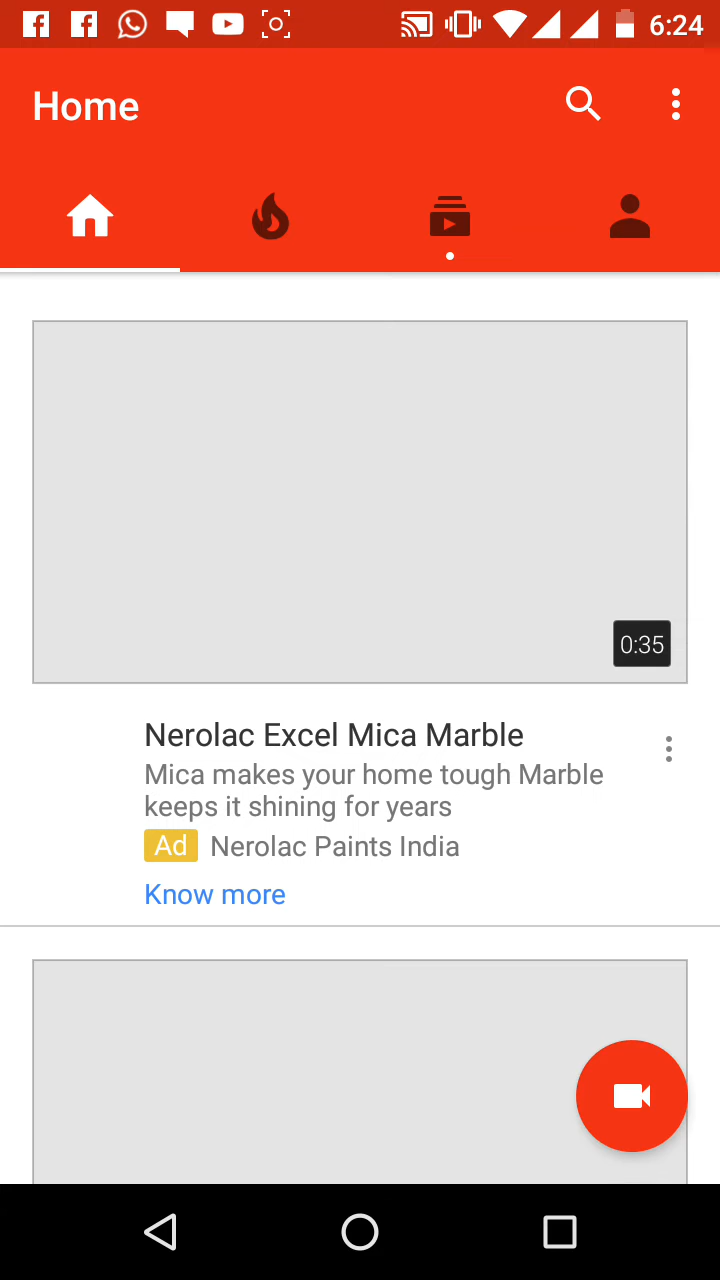 6:24
Home
0:35
Nerolac Excel Mica Marble
Mica makes your home tough Marble
keeps it shining for years
Ad Nerolac Paints India
Know more